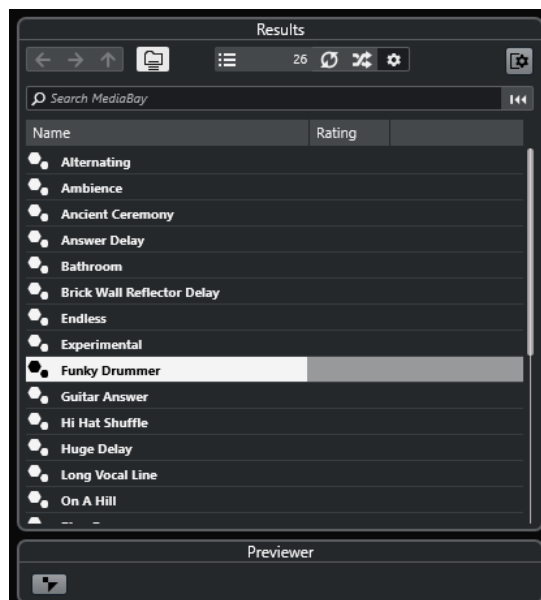 Results
26
Search MediaBay
Name Rating
Alternating
Ambience
Ancient Ceremony
Answer Delay
Bathroom
Brick Wall Reflector Delay
Endless
Experimental
Funky Drummer
Guitar Answer
Hi Hat Shuffle
Huge Delay
Long Vocal Line
On A Hill
Previewer